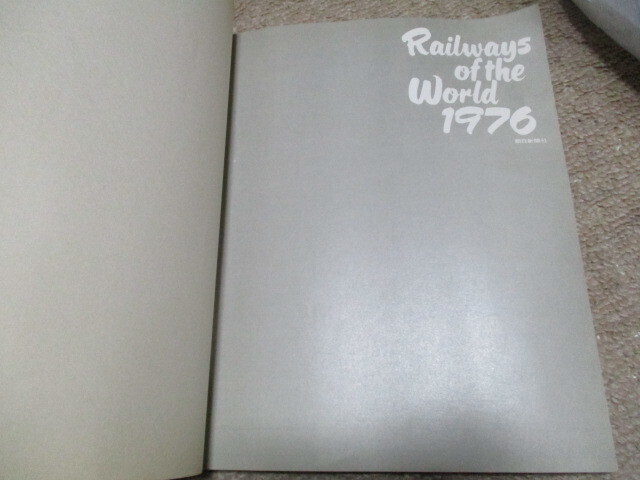 Railways
of the
World
1976